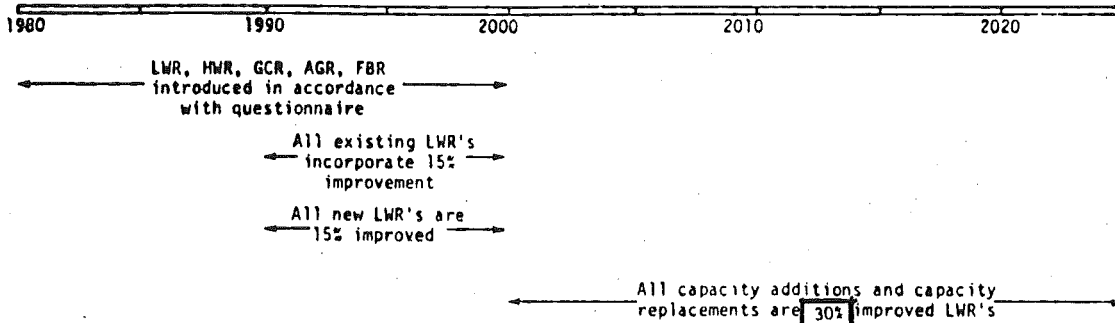 1980 1990 2000 2010 2020
LWR, HWR, GCR, AGR, FBR
introduced in accordance
with questionnaire
All existing LWR's
incorporate 15%
improvement
All new LWR's are
15% improved
All capacity additions and capacity
replacements are 30% improved LWR's